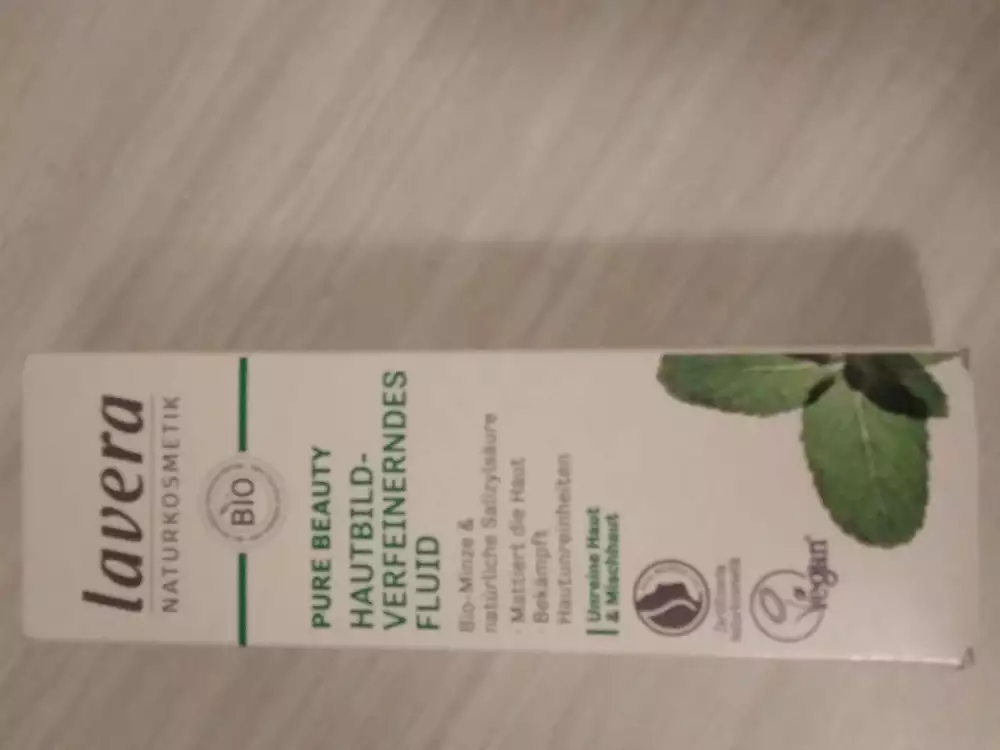 lavera
NATURKOSMETIK
BIO
PURE BEAUTY
HAUTBILD-
VERFEINERNDES
FLUID
Bio-Minze &
natürliche Salizylsäure
· Mattiert die Haut
· Bekämpft
Hautunreinheiten
Unreine Haut
& Mischhaut
Vegan